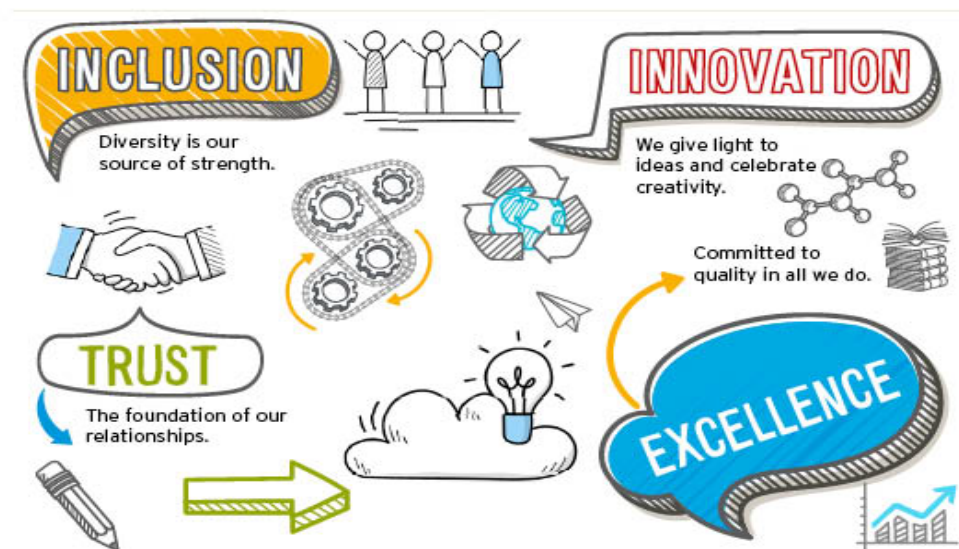 INCLUSION
Diversity is our
source of strength.
INNOVATION
We give light to
ideas and celebrate
creativity.
TRUST
The foundation of our
relationships.
Committed to
quality in all we do.
EXCELLENCE